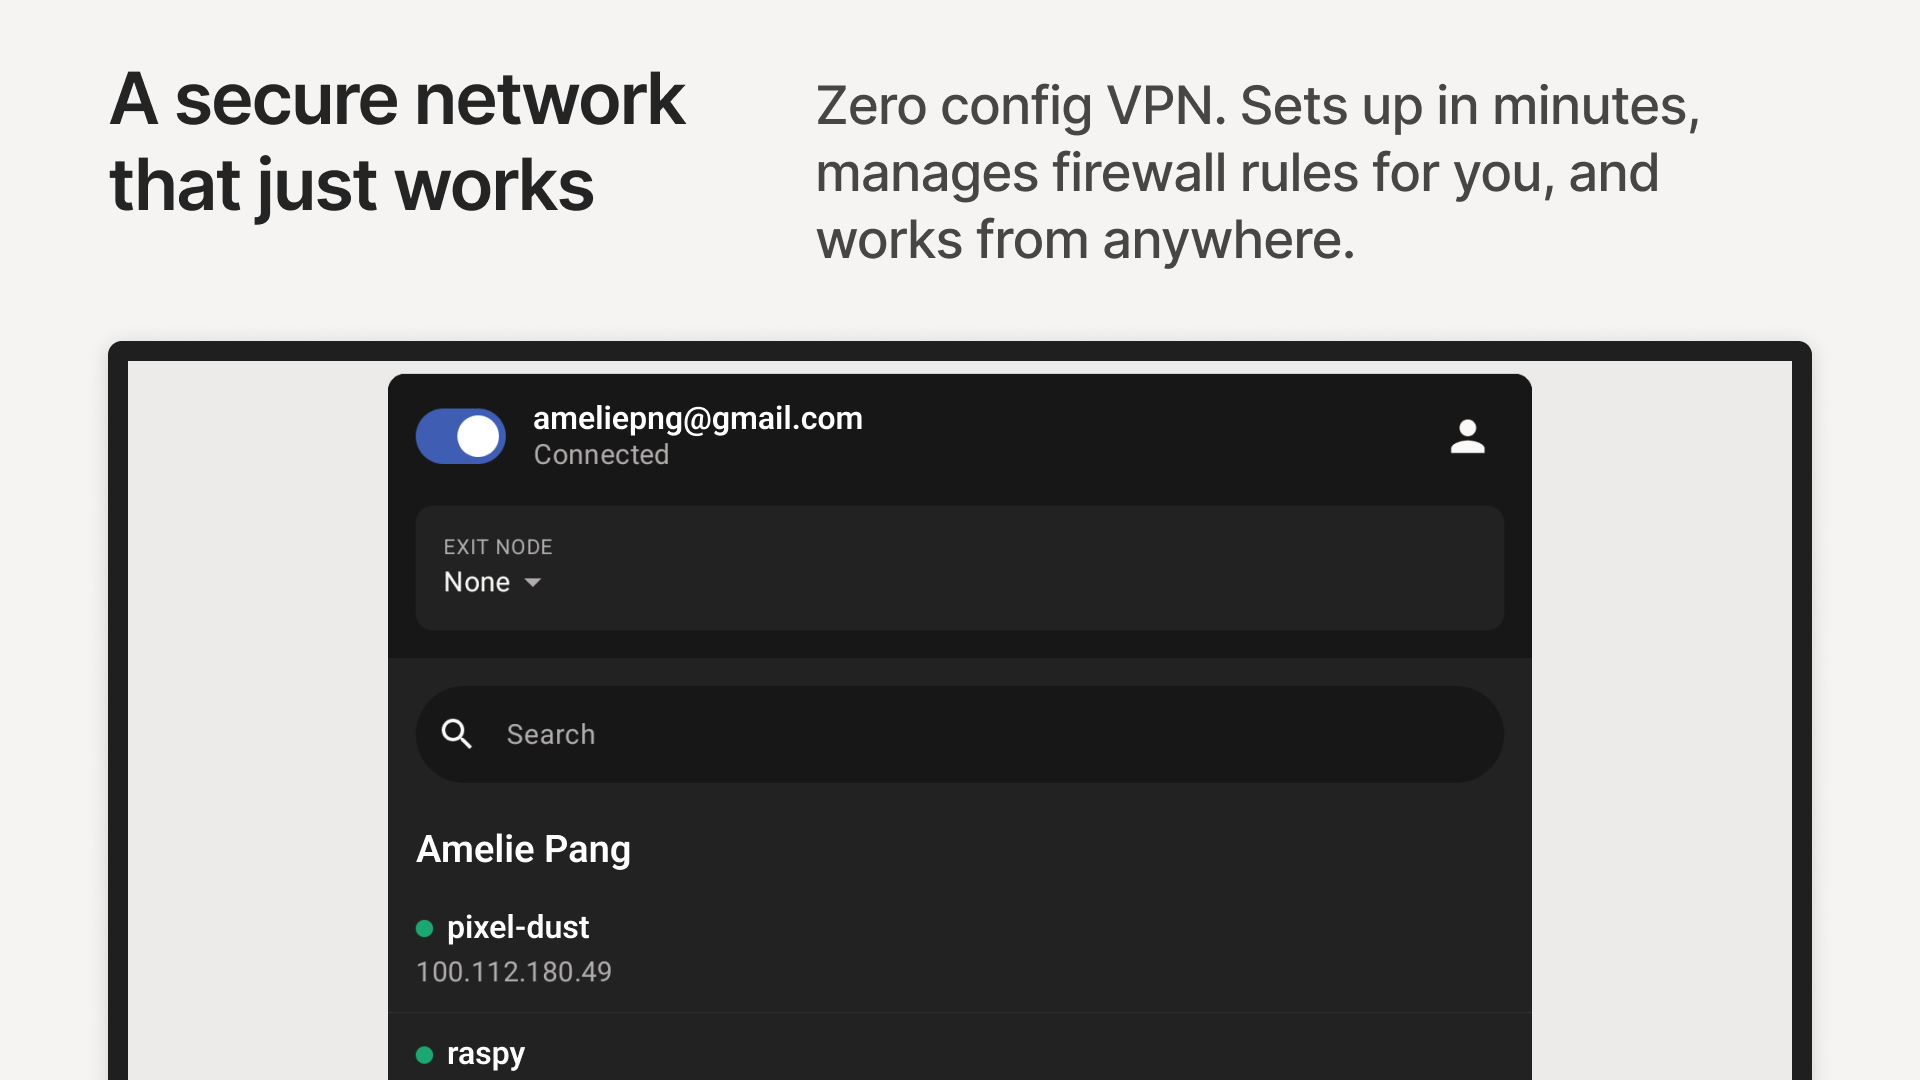 A secure network
that just works
Zero config VPN. Sets up in minutes,
manages firewall rules for you, and
works from anywhere.
ameliepng@gmail.com
Connected
EXIT NODE
None
Search
Amelie Pang
pixel-dust
100.112.180.49
raspy